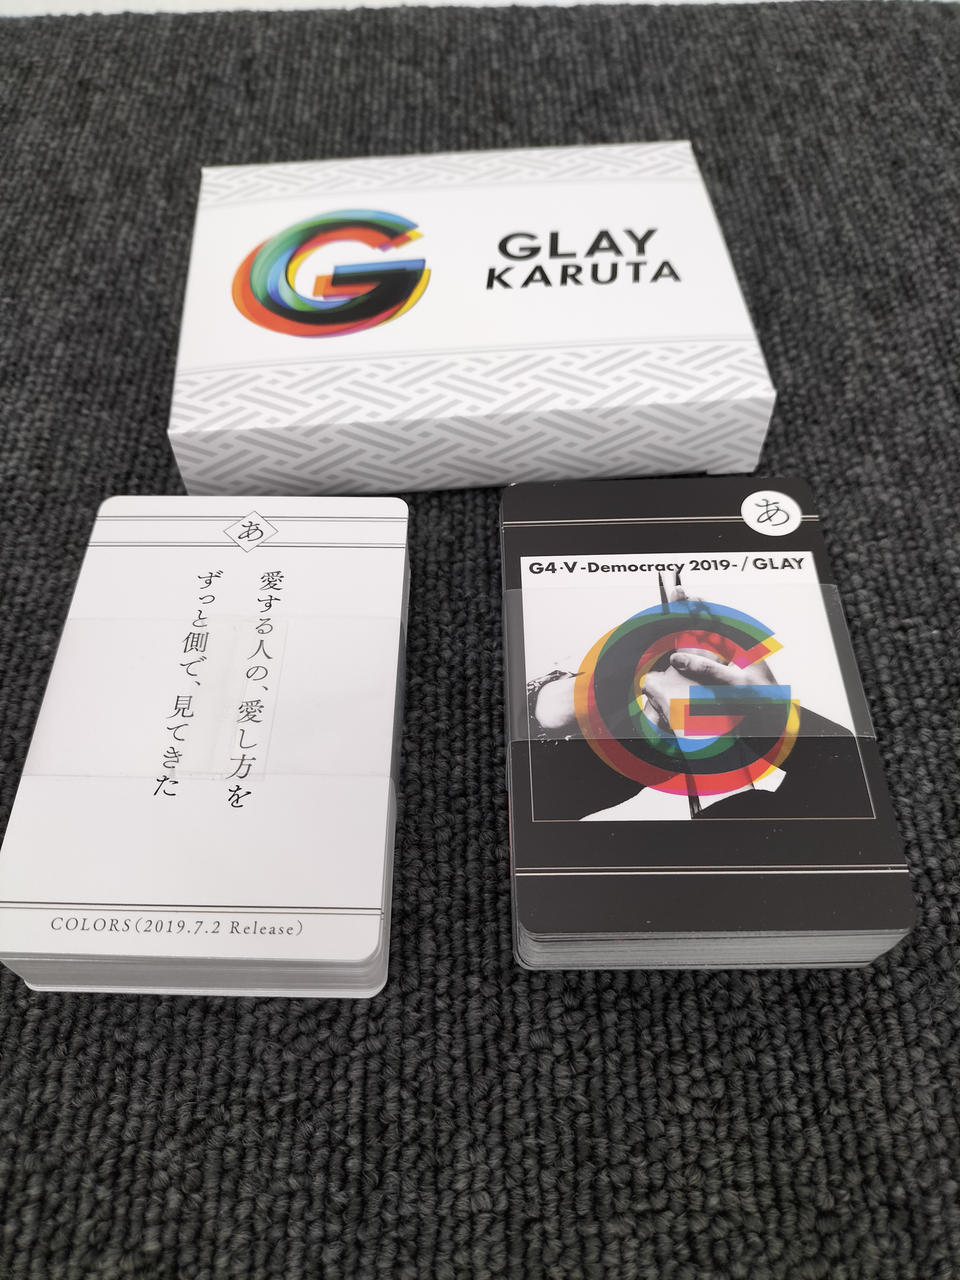 G
GLAY
KARUTA
あ
愛する人の、愛し方を
ずっと側で、見てきた
COLORS(2019.7.2 Release)
あ
G4・V-Democracy 2019-/GLAY
G